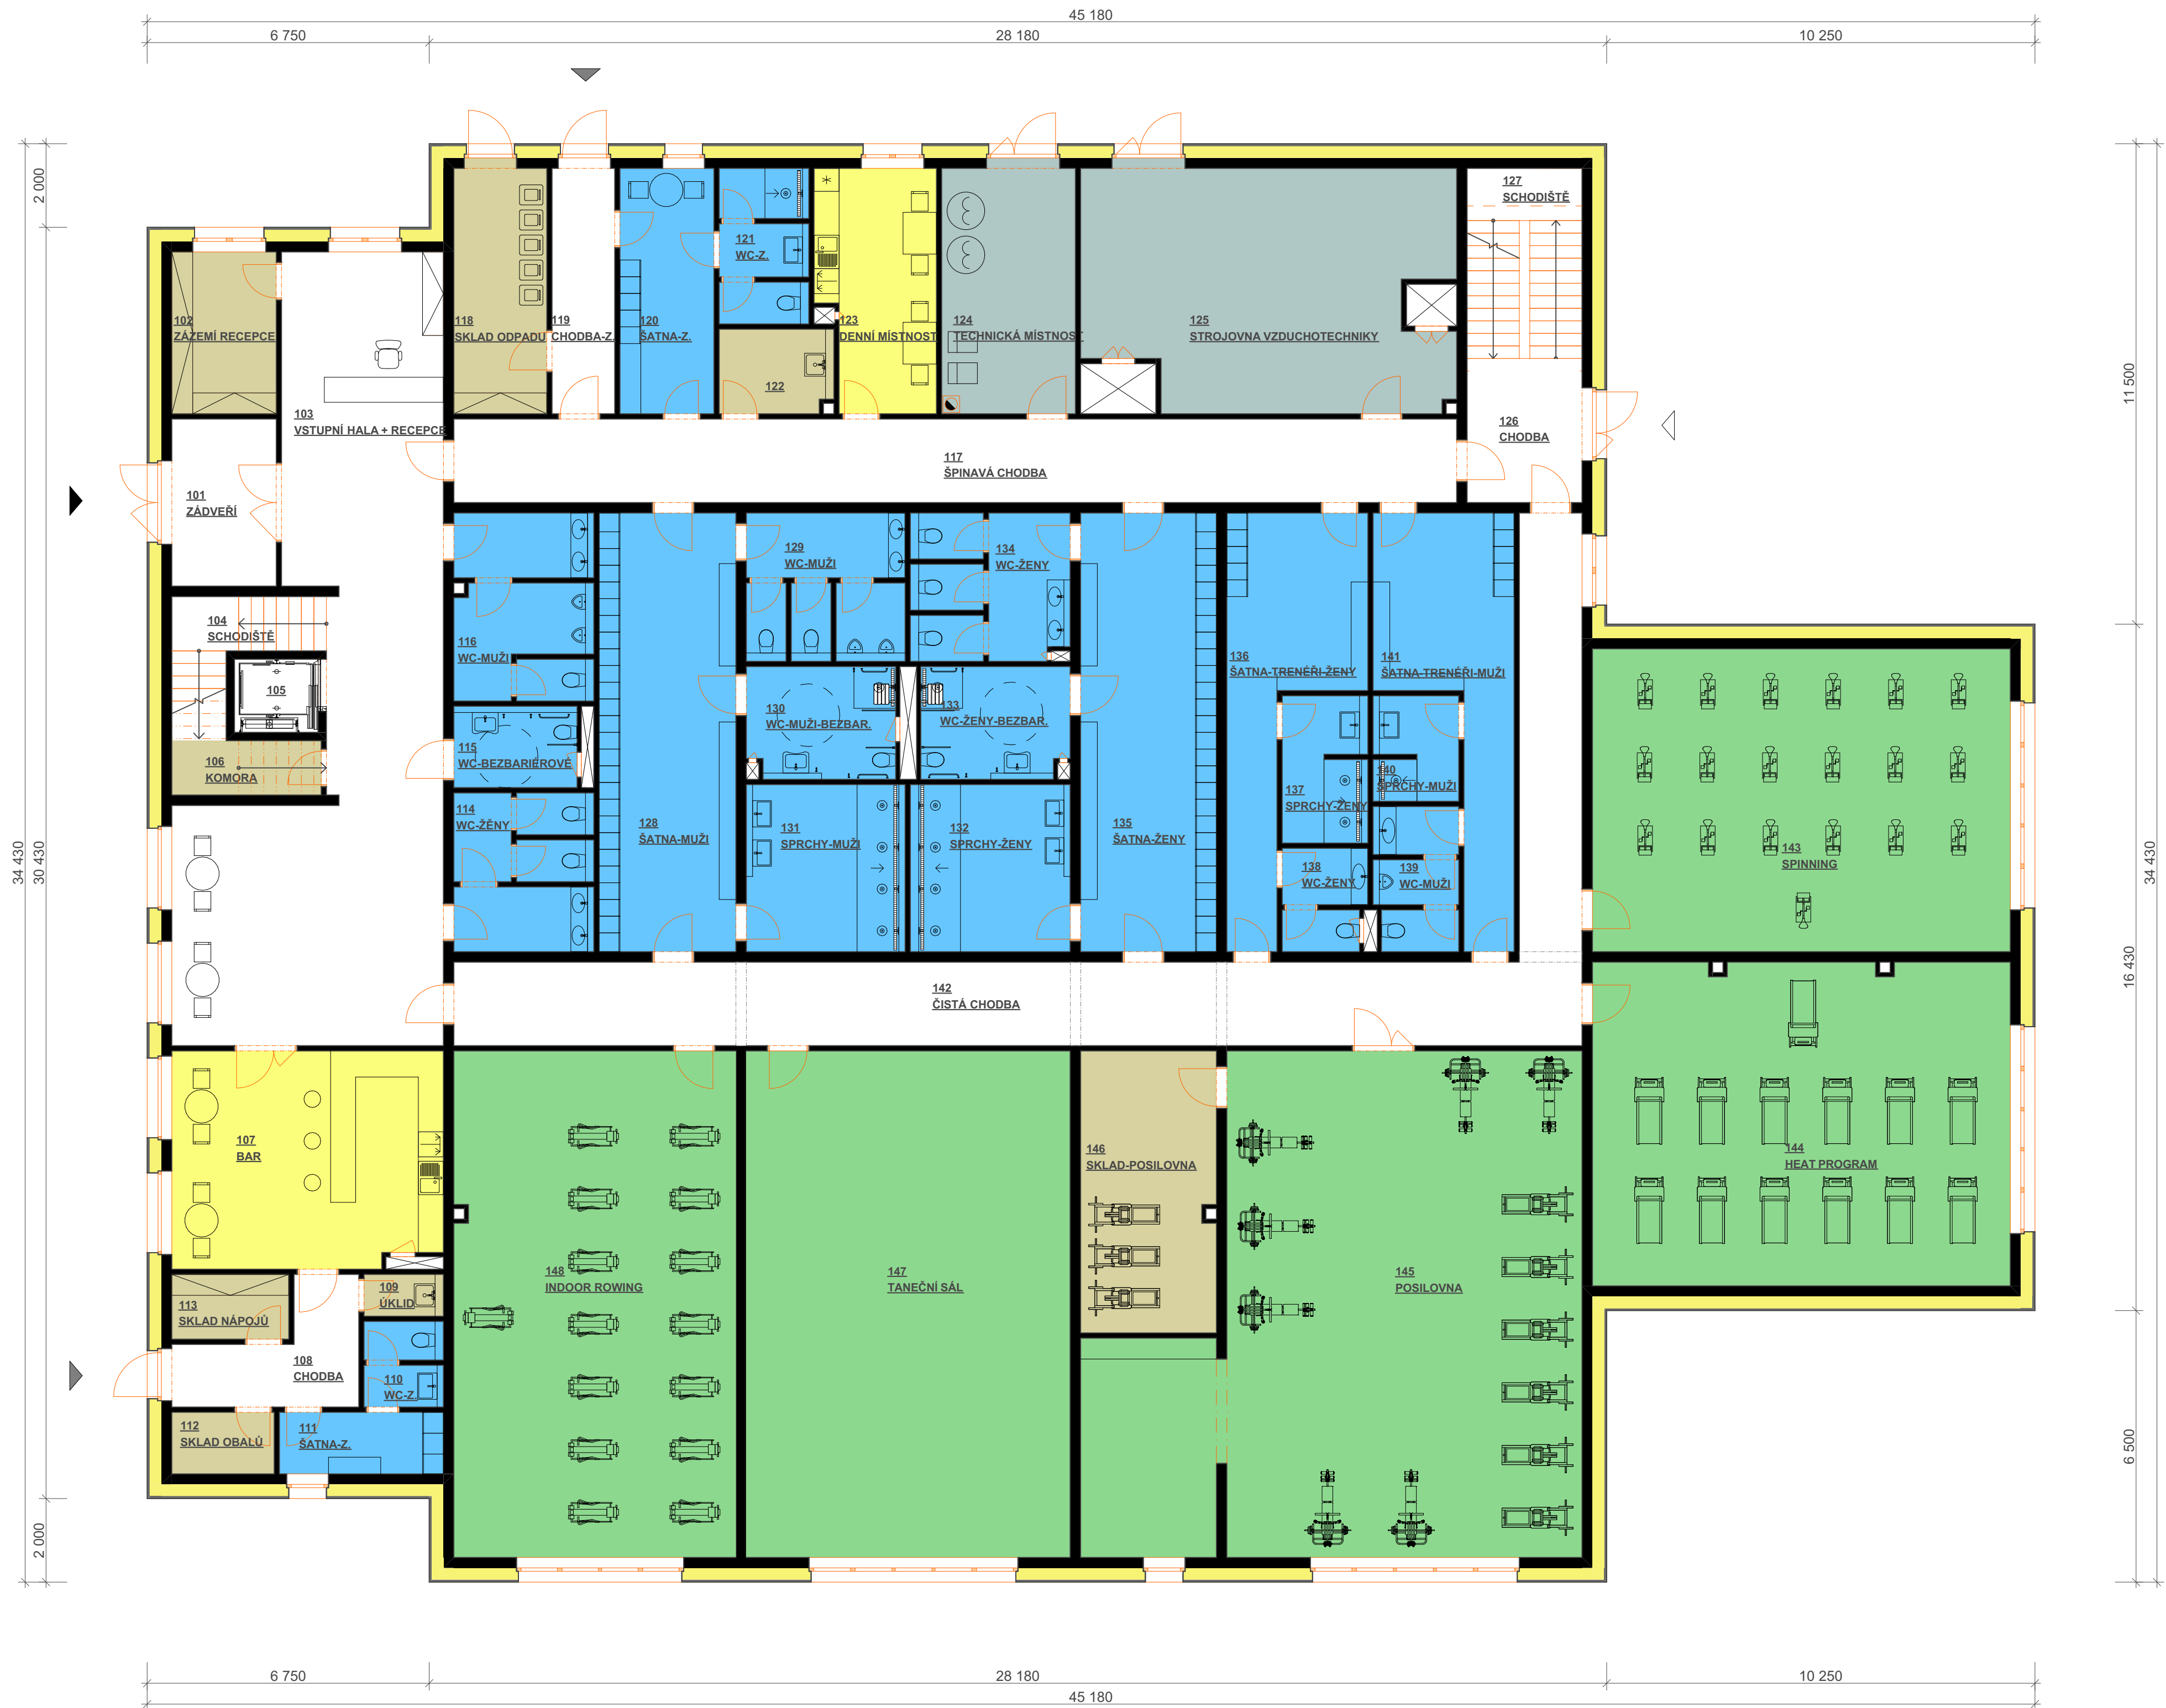 45 180
6 750
28 180
10 250
2 000
34 430
30 430
2 000
11 500
34 430
16 430
6 500
101
ZÁDVEŘÍ
102
ZÁZEMÍ RECEPCE
103
VSTUPNÍ HALA + RECEPCE
104
SCHODIŠTĚ
105
106
KOMORA
107
BAR
108
CHODBA
109
ÚKLID
110
WC-Z.
111
ŠATNA-Z.
112
SKLAD OBALŮ
113
SKLAD NÁPOJŮ
114
WC-ŽĚNY
115
WC-BEZBARIÉROVÉ
116
WC-MUŽI
117
ŠPINAVÁ CHODBA
118
SKLAD ODPADU
119
CHODBA-Z.
120
ŠATNA-Z.
121
WC-Z.
122
123
DENNÍ MÍSTNOST
124
TECHNICKÁ MÍSTNOST
125
STROJOVNA VZDUCHOTECHNIKY
126
CHODBA
127
SCHODIŠTĚ
128
ŠATNA-MUŽI
129
WC-MUŽI
130
WC-MUŽI-BEZBAR.
131
SPRCHY-MUŽI
132
SPRCHY-ŽENY
133
WC-ŽENY-BEZBAR.
134
WC-ŽENY
135
ŠATNA-ŽENY
136
ŠATNA-TRENÉŘI-ŽENY
137
SPRCHY-ŽENY
138
WC-ŽENY
139
WC-MUŽI
140
SPRCHY-MUŽI
141
ŠATNA-TRENÉŘI-MUŽI
142
ČISTÁ CHODBA
143
SPINNING
144
HEAT PROGRAM
145
POSILOVNA
146
SKLAD-POSILOVNA
147
TANEČNÍ SÁL
148
INDOOR ROWING
6 750
28 180
10 250
45 180